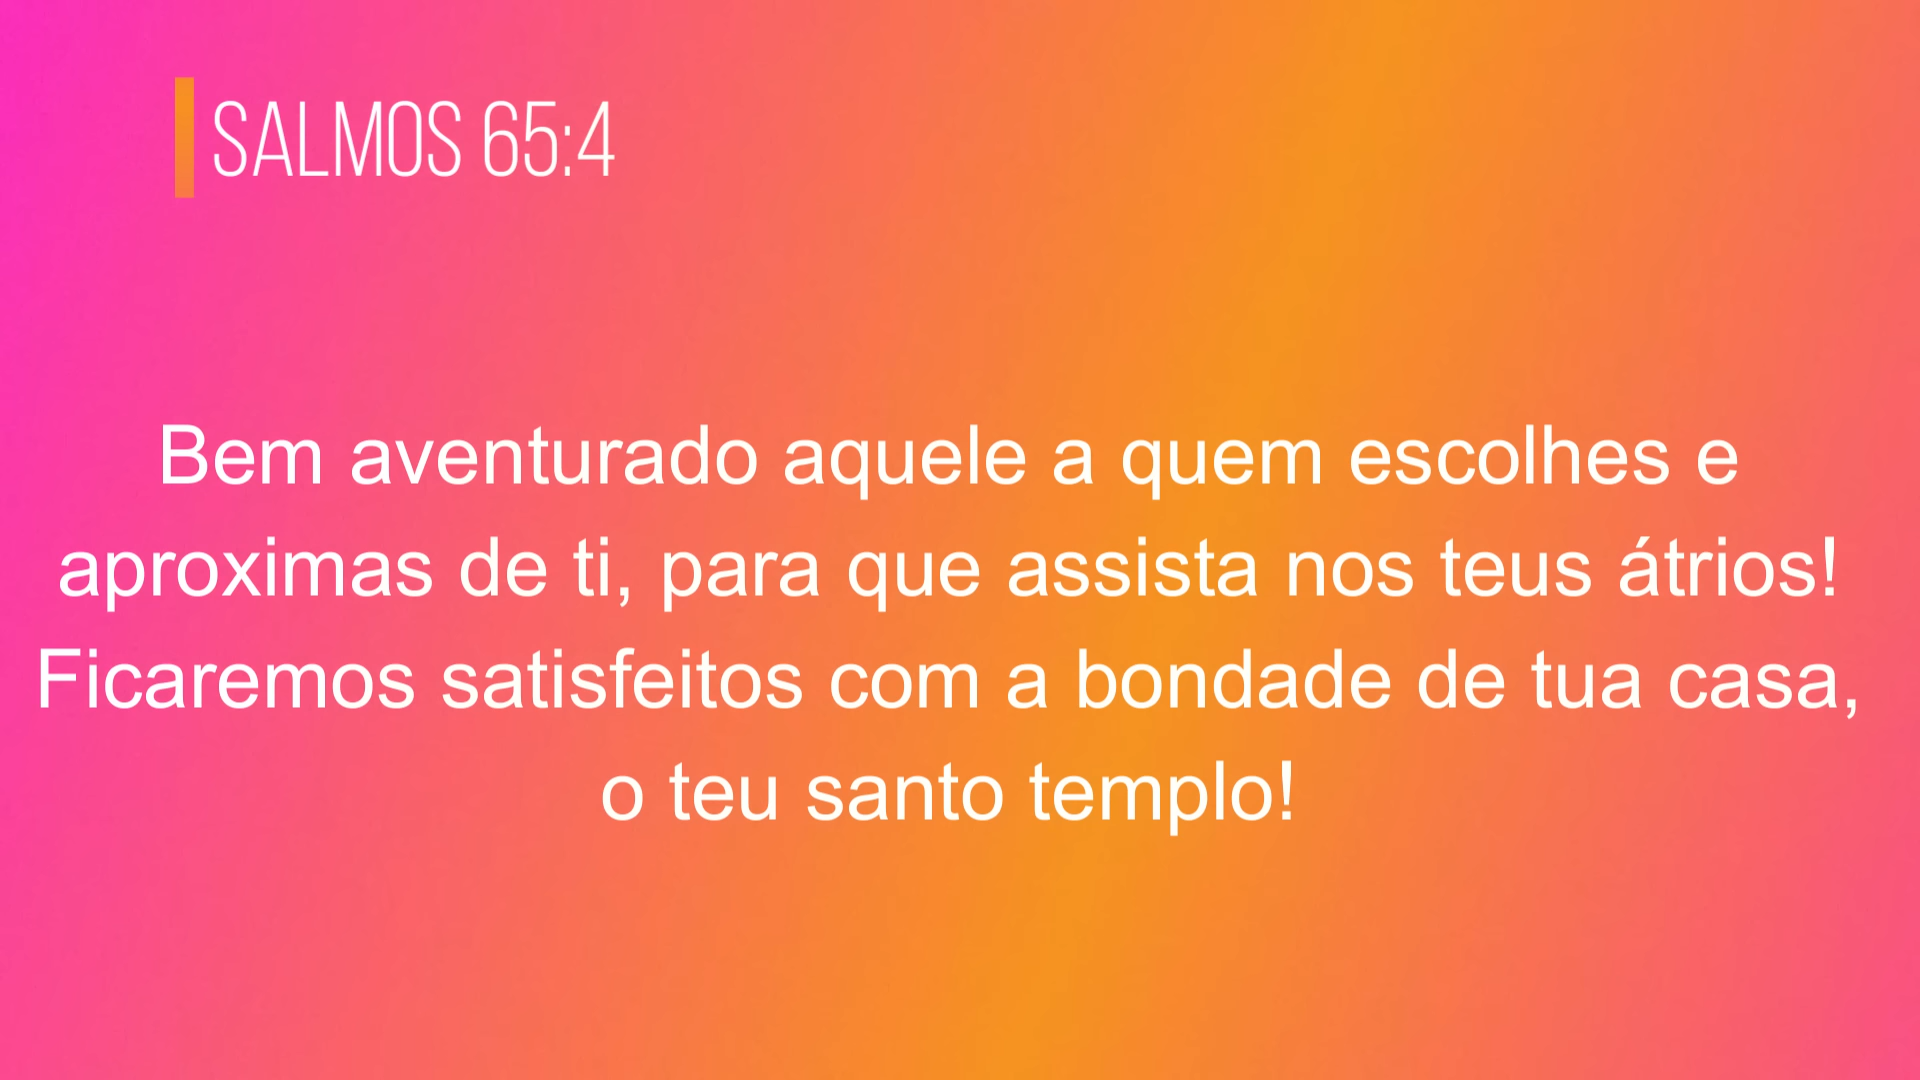 SALMOS 65:4
Bem aventurado aquele a quem escolhes e
aproximas de ti, para que assista nos teus átrios!
Ficaremos satisfeitos com a bondade de tua casa,
o teu santo templo!